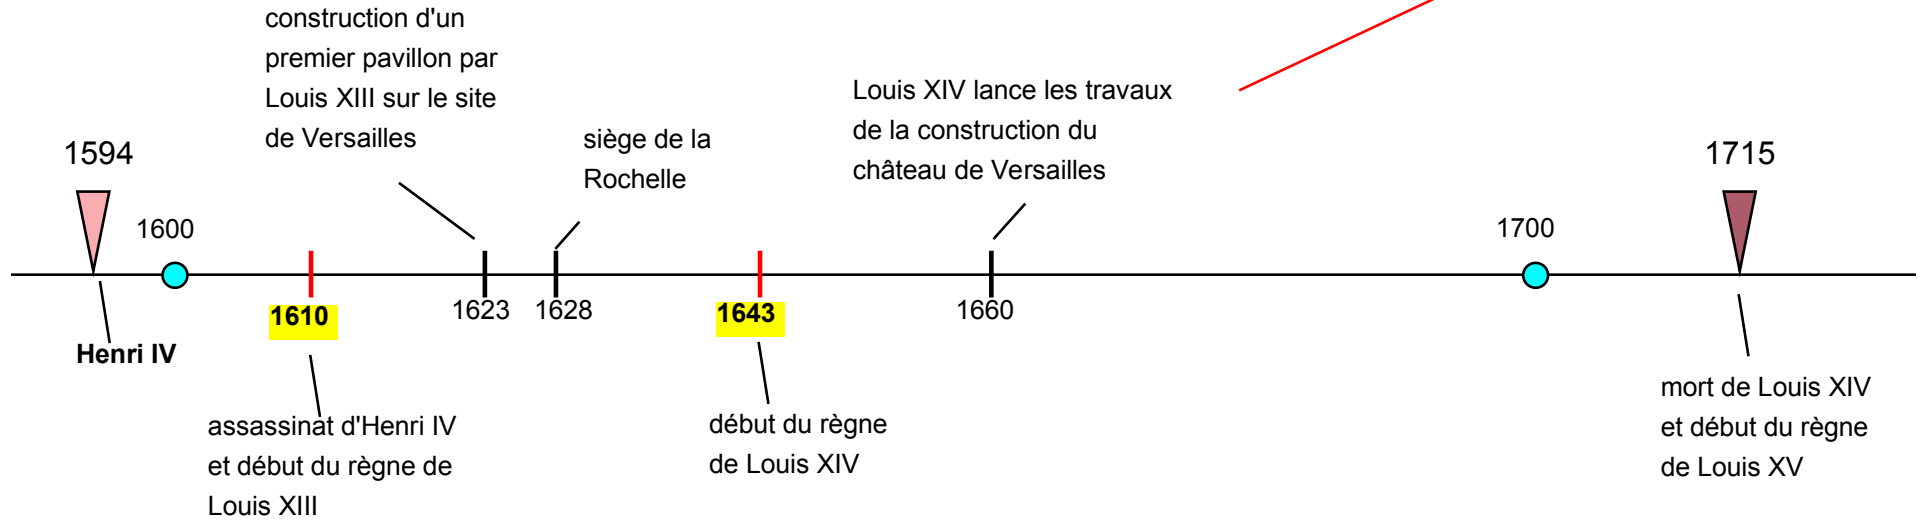 construction d'un
premier pavillon par
Louis XIII sur le site
de Versailles
siège de la
Rochelle
Louis XIV lance les travaux
de la construction du
château de Versailles
1594
1715
1600
1700
1610
1623
1628
1643
1660
Henri IV
assassinat d'Henri IV
et début du règne de
Louis XIII
début du règne
de Louis XIV
mort de Louis XIV
et début du règne
de Louis XV